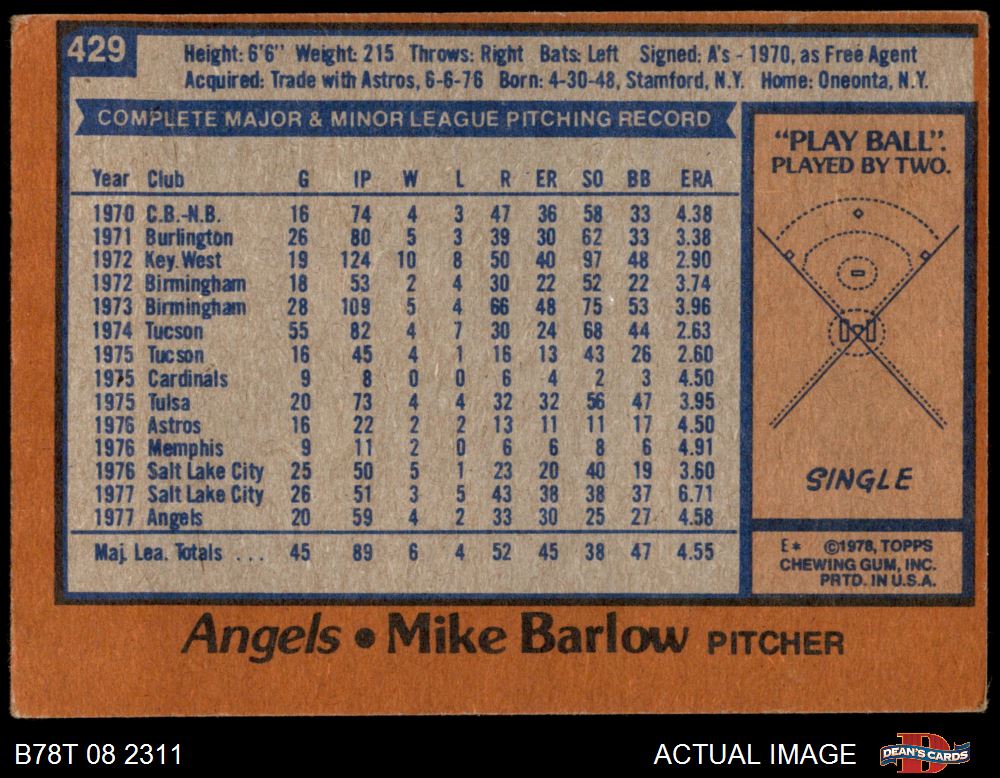 429
Height: 6'6" Weight: 215 Throws: Right Bats: Left Signed: A's - 1970, as Free Agent
Acquired: Trade with Astros, 6-6-76 Born: 4-30-48, Stamford, N.Y. Home: Oneonta, N.Y.
COMPLETE MAJOR & MINOR LEAGUE PITCHING RECORD
Year Club G IP W L R ER SO BB ERA
1970 C.B.-N.B. 16 74 4 3 47 36 58 33 4.38
1971 Burlington 26 80 5 3 39 30 62 33 3.38
1972 Key West 19 124 10 8 50 40 97 48 2.90
1972 Birmingham 18 53 2 4 30 22 52 22 3.74
1973 Birmingham 28 109 5 4 66 48 75 53 3.96
1974 Tucson 55 82 4 7 30 24 68 44 2.63
1975 Tucson 16 45 4 1 16 13 43 26 2.60
1975 Cardinals 9 8 0 0 6 4 2 3 4.50
1975 Tulsa 20 73 4 4 32 32 56 47 3.95
1976 Astros 16 22 2 2 13 11 11 17 4.50
1976 Memphis 9 11 2 0 6 6 8 6 4.91
1976 Salt Lake City 25 50 5 1 23 20 40 19 3.60
1977 Salt Lake City 26 51 3 5 43 38 38 37 6.71
1977 Angels 20 59 4 2 33 30 25 27 4.58
Maj. Lea. Totals ... 45 89 6 4 52 45 38 47 4.55
"PLAY BALL".
PLAYED BY TWO.
SINGLE
E* ©1978, TOPPS
CHEWING GUM, INC.
PRTD. IN U.S.A.
Angels • Mike Barlow PITCHER
B78T 08 2311
ACTUAL IMAGE
DEAN'S CARDS